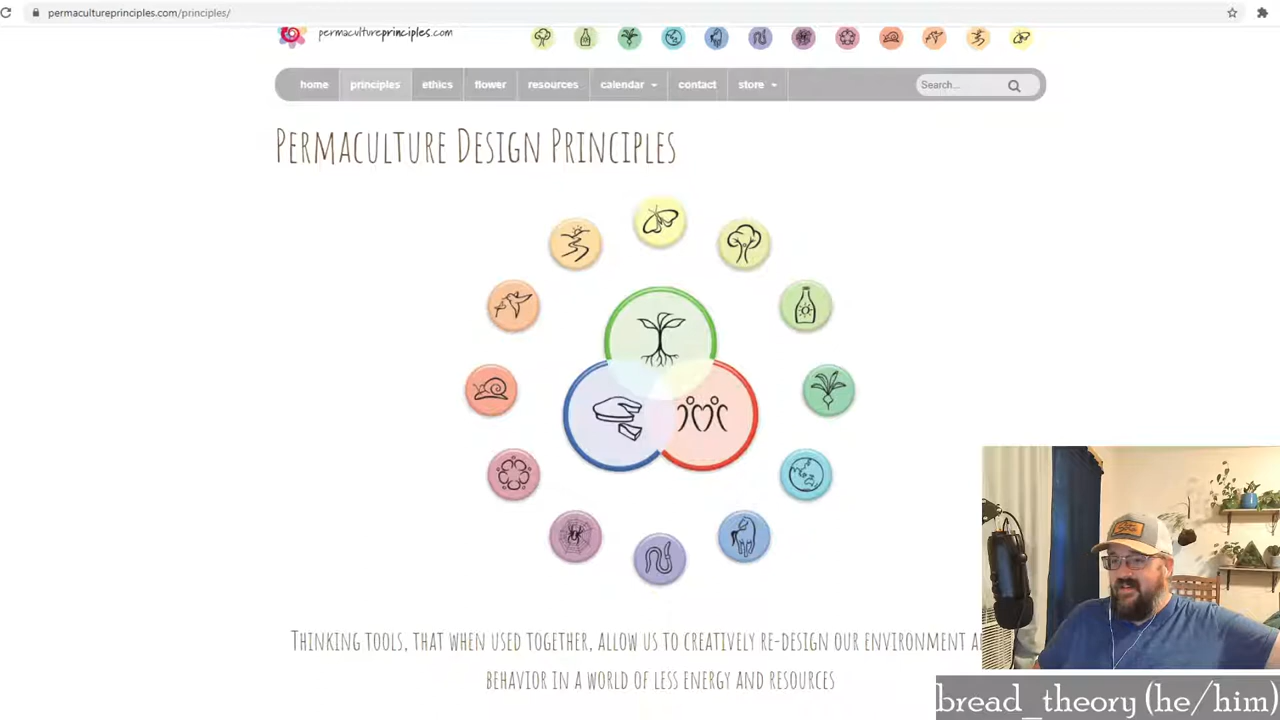 permacultureprinciples.com/principles/
permacultureprinciples.com
home principles ethics flower resources calendar contact store Search...
Permaculture Design Principles
Thinking tools, that when used together, allow us to creatively re-design our environment a
behavior in a world of less energy and resources
bread_theory (he/him)